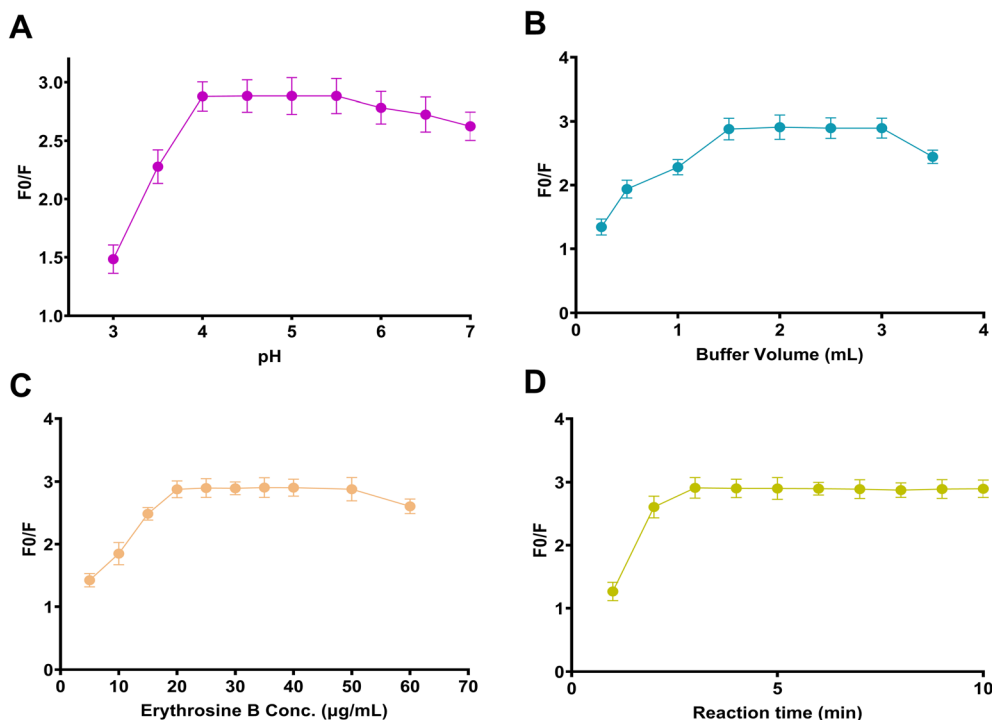 A
F0/F
3.0
2.5
2.0
1.5
1.0
3 4 5 6 7
pH
B
F0/F
4
3
2
1
0
0 1 2 3 4
Buffer Volume (mL)
C
F0/F
4
3
2
1
0
0 10 20 30 40 50 60 70
Erythrosine B Conc. (µg/mL)
D
F0/F
4
3
2
1
0
0 5 10
Reaction time (min)